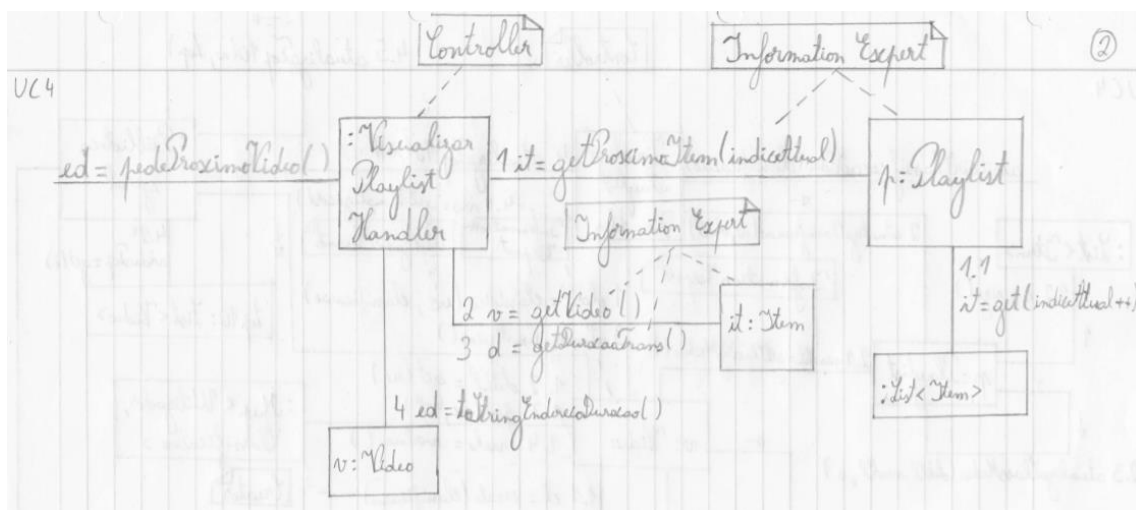 Controller
Information Expert
2
UC4
ed = pedeProximoVideo()
:Visualizar
Playlist
Handler
1 it = getProximoItem(indiceAtual)
p: Playlist
Information Expert
1.1
it = get(indiceAtual++)
2 v = getVideo()
3 d = getDuracaoTrans()
it: Item
:List<Item>
4 ed = toStringEnderecoDuracao()
v: Video